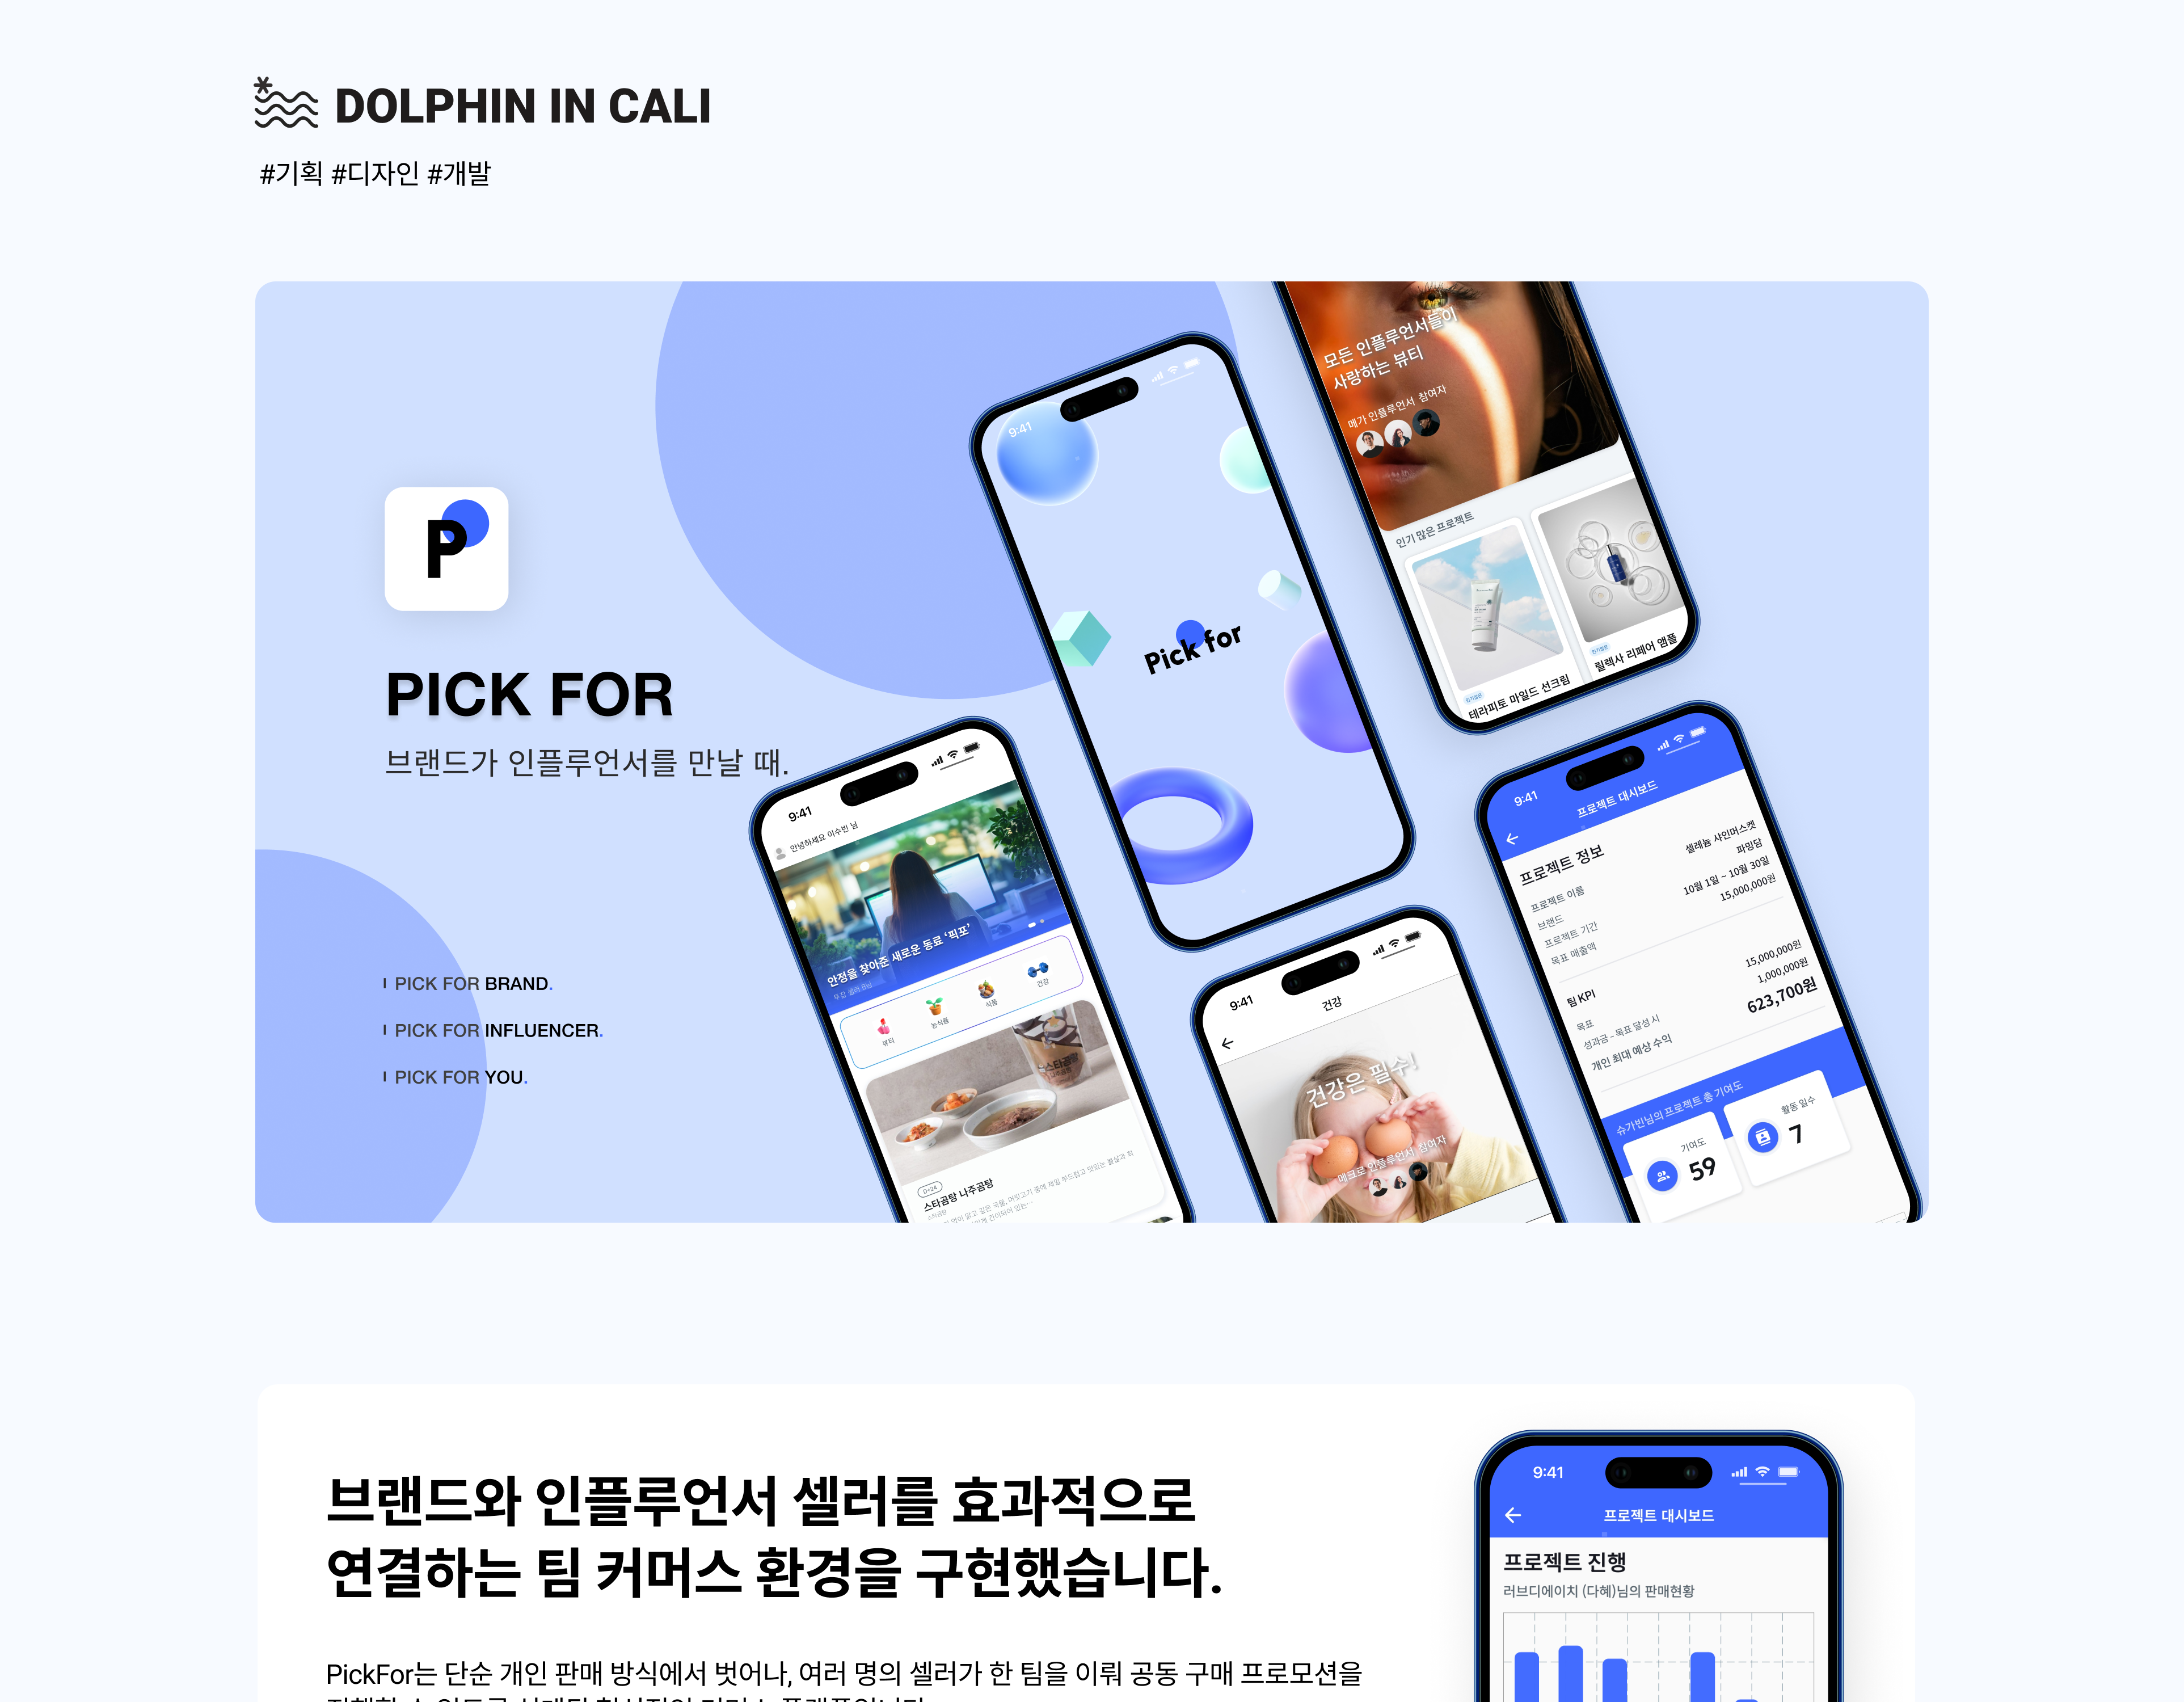 DOLPHIN IN CALI
#기획 #디자인 #개발
PICK FOR
브랜드가 인플루언서를 만날 때.
PICK FOR BRAND.
PICK FOR INFLUENCER.
PICK FOR YOU.
9:41
안녕하세요 이수빈 님
안정을 찾아준 새로운 동료 ‘픽포’
뷰티
농식품
식품
건강
D+24
스타곰탕 나주곰탕
스타곰탕
9:41
Pick for
모든 인플루언서들이
사랑하는 뷰티
메가 인플루언서 참여자
인기 많은 프로젝트
인기많은
테라피토 마일드 선크림
인기많은
릴렉사 리페어 앰플
9:41
건강
건강은 필수!
메크로 인플루언서 참여자
9:41
프로젝트 대시보드
프로젝트 정보
프로젝트 이름 셀레늄 샤인머스켓
브랜드 파밍담
프로젝트 기간 10월 1일 ~ 10월 30일
목표 매출액 15,000,000원
팀 KPI
목표 15,000,000원
성과금 - 목표 달성 시 1,000,000원
개인 최대 예상 수익 623,700원
슈가빈님의 프로젝트 총 기여도
기여도
59
활동 일수
7
브랜드와 인플루언서 셀러를 효과적으로
연결하는 팀 커머스 환경을 구현했습니다.
PickFor는 단순 개인 판매 방식에서 벗어나, 여러 명의 셀러가 한 팀을 이뤄 공동 구매 프로모션을
9:41
프로젝트 대시보드
프로젝트 진행
러브디에이치 (다혜)님의 판매현황